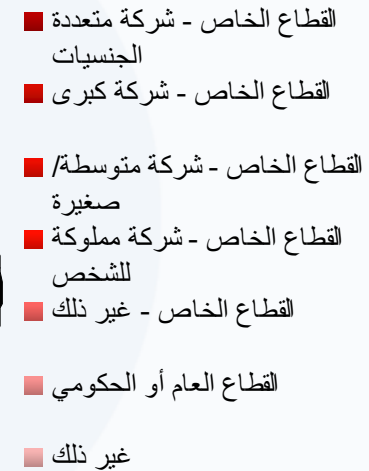 القطاع الخاص - شركة متعددة
الجنسيات
القطاع الخاص - شركة كبرى
القطاع الخاص - شركة متوسطة/
صغيرة
القطاع الخاص - شركة مملوكة
للشخص
القطاع الخاص - غير ذلك
القطاع العام أو الحكومي
غير ذلك